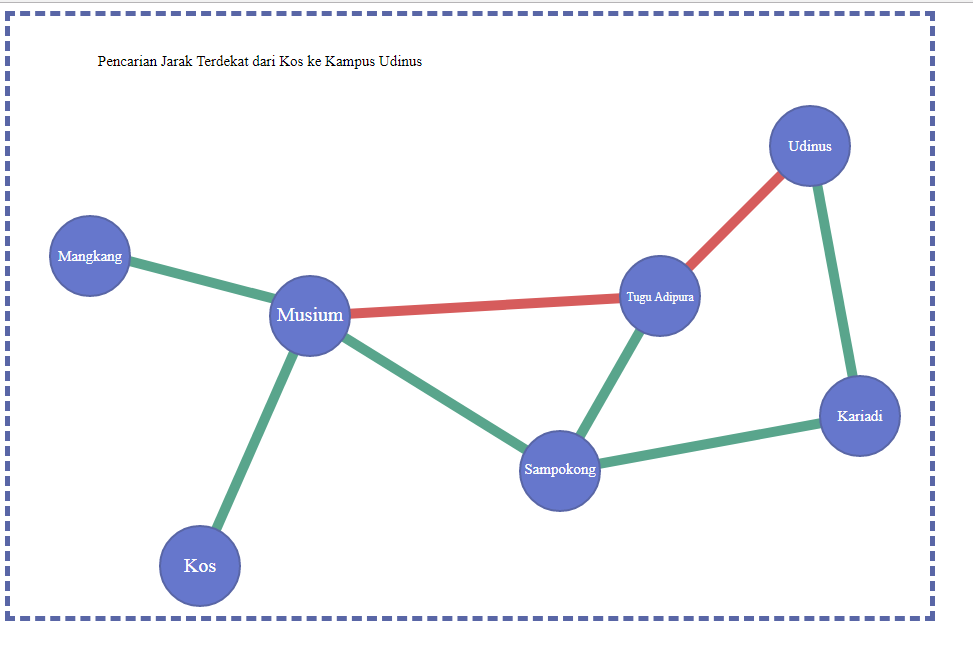 Pencarian Jarak Terdekat dari Kos ke Kampus Udinus
Udinus
Mangkang
Musium
Tugu Adipura
Kariadi
Sampokong
Kos